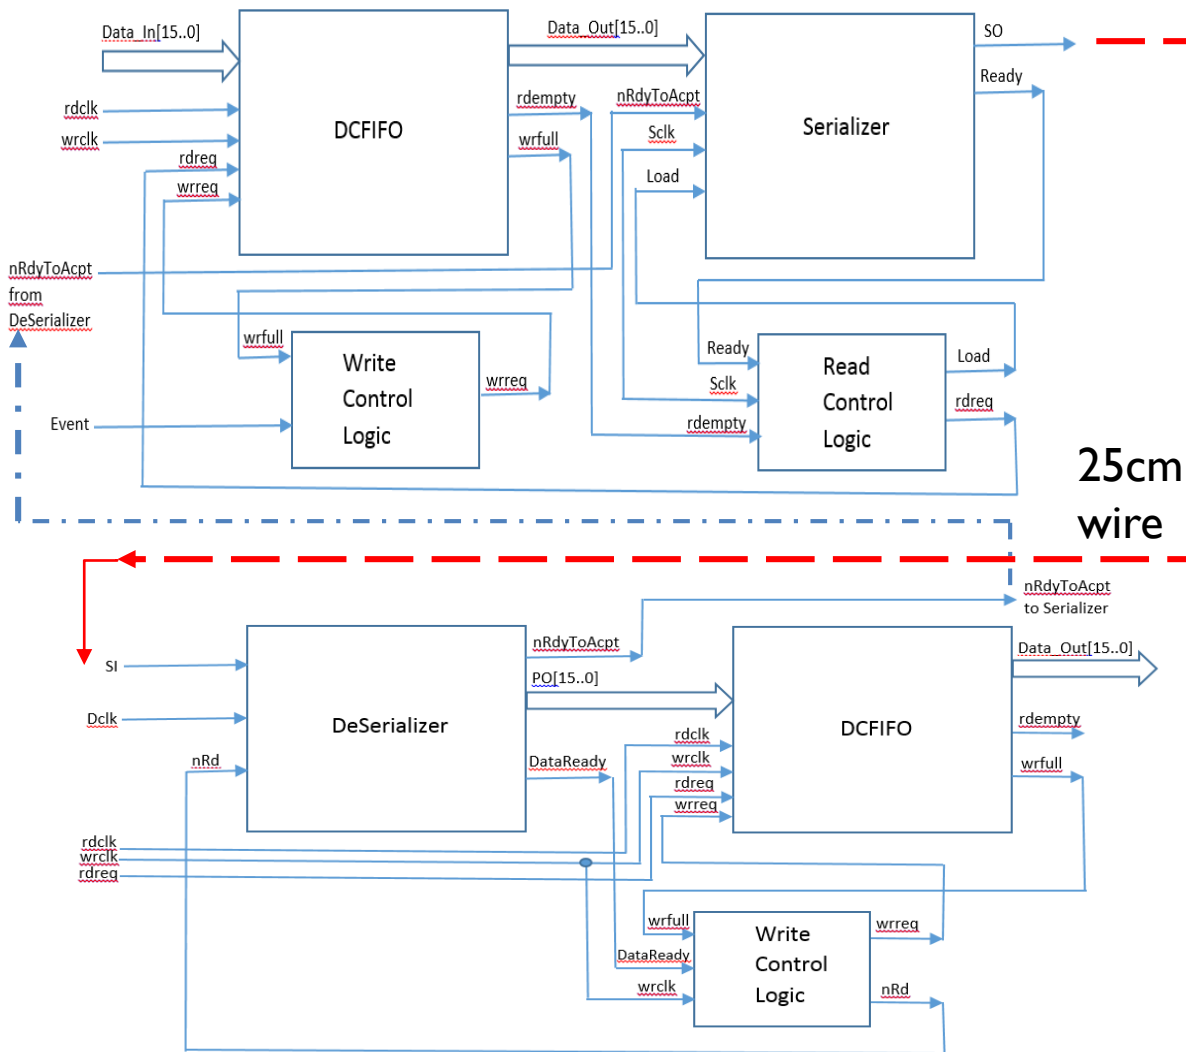 Data_In[15..0]
rdclk
wrclk
rdreq
wrreq
DCFIFO
Data_Out[15..0]
rdempty
wrfull
nRdyToAcpt
Sclk
Load
Serializer
SO
Ready
nRdyToAcpt
from
DeSerializer
wrfull
Event
Write
Control
Logic
wrreq
Ready
Sclk
rdempty
Read
Control
Logic
Load
rdreq
25cm
wire
nRdyToAcpt
to Serializer
SI
Dclk
nRd
DeSerializer
nRdyToAcpt
PO[15..0]
DataReady
rdclk
wrclk
rdreq
wrreq
DCFIFO
Data_Out[15..0]
rdempty
wrfull
rdclk
wrclk
rdreq
wrfull
DataReady
wrclk
Write
Control
Logic
wrreq
nRd